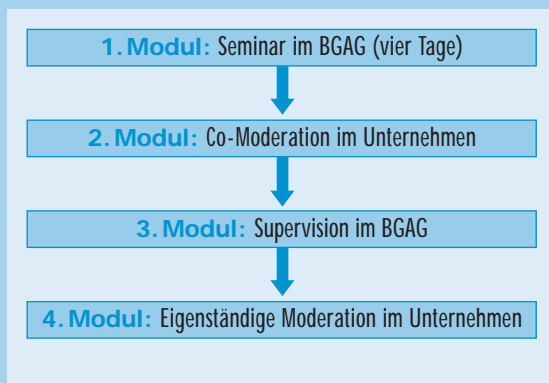 1. Modul: Seminar im BGAG (vier Tage)
2. Modul: Co-Moderation im Unternehmen
3. Modul: Supervision im BGAG
4. Modul: Eigenständige Moderation im Unternehmen